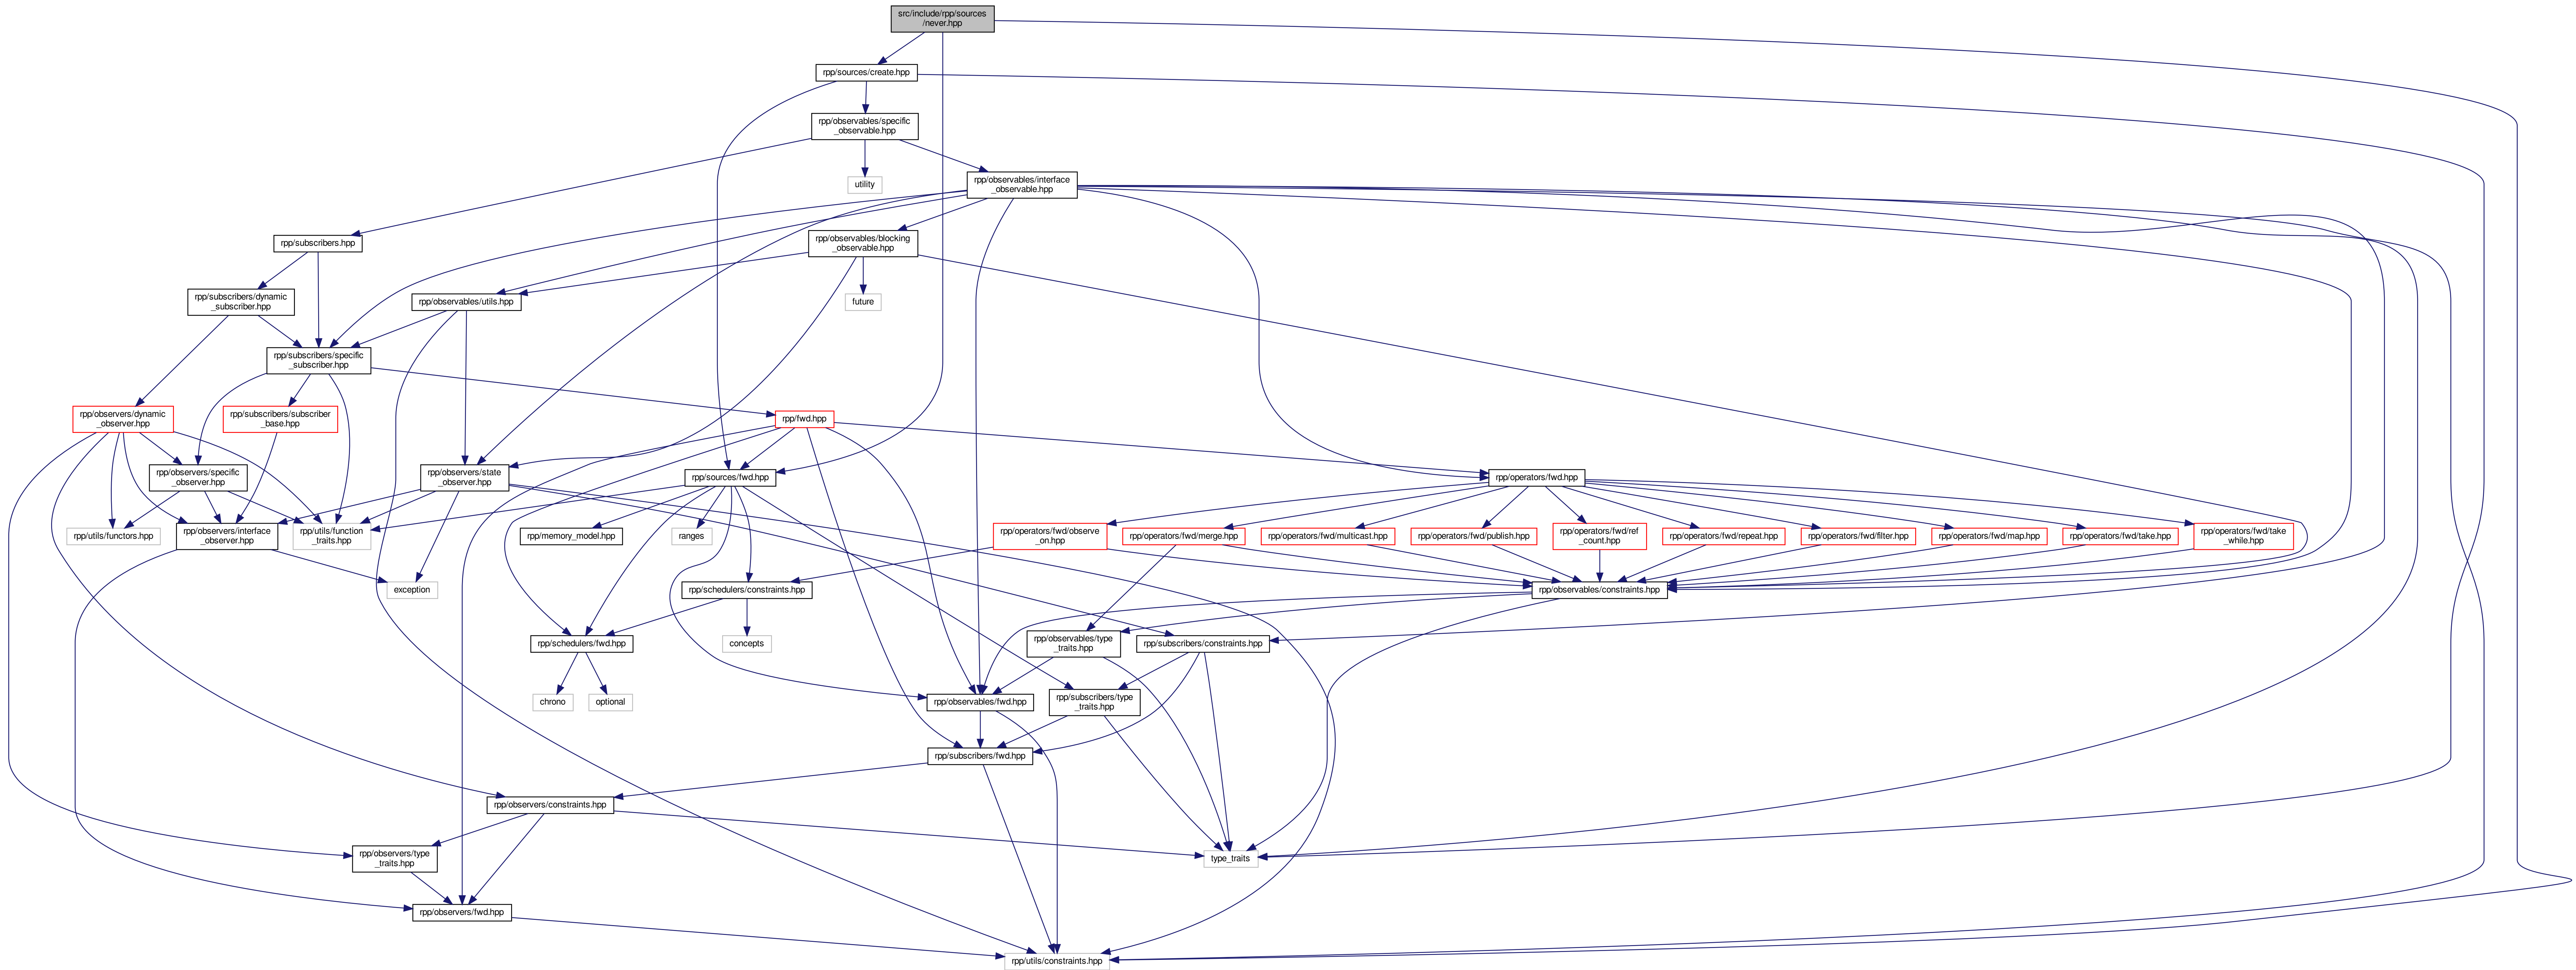 src/include/rpp/sources
/never.hpp
rpp/sources/create.hpp
rpp/observables/specific
_observable.hpp
utility
rpp/observables/interface
_observable.hpp
rpp/subscribers.hpp
rpp/observables/blocking
_observable.hpp
rpp/subscribers/dynamic
_subscriber.hpp
rpp/observables/utils.hpp
future
rpp/subscribers/specific
_subscriber.hpp
rpp/observers/dynamic
_observer.hpp
rpp/subscribers/subscriber
_base.hpp
rpp/fwd.hpp
rpp/observers/specific
_observer.hpp
rpp/observers/state
_observer.hpp
rpp/sources/fwd.hpp
rpp/operators/fwd.hpp
rpp/utils/functors.hpp
rpp/observers/interface
_observer.hpp
rpp/utils/function
_traits.hpp
rpp/memory_model.hpp
ranges
rpp/operators/fwd/observe
_on.hpp
rpp/operators/fwd/merge.hpp
rpp/operators/fwd/multicast.hpp
rpp/operators/fwd/publish.hpp
rpp/operators/fwd/ref
_count.hpp
rpp/operators/fwd/repeat.hpp
rpp/operators/fwd/filter.hpp
rpp/operators/fwd/map.hpp
rpp/operators/fwd/take.hpp
rpp/operators/fwd/take
_while.hpp
exception
rpp/schedulers/constraints.hpp
rpp/observables/constraints.hpp
rpp/schedulers/fwd.hpp
concepts
rpp/observables/type
_traits.hpp
rpp/subscribers/constraints.hpp
chrono
optional
rpp/observables/fwd.hpp
rpp/subscribers/type
_traits.hpp
rpp/subscribers/fwd.hpp
rpp/observers/constraints.hpp
rpp/observers/type
_traits.hpp
type_traits
rpp/observers/fwd.hpp
rpp/utils/constraints.hpp